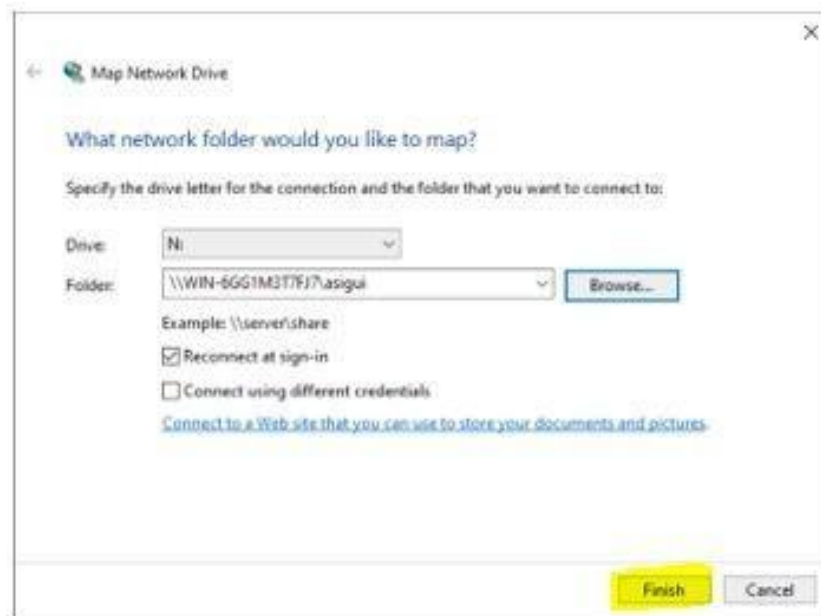 Map Network Drive
What network folder would you like to map?
Specify the drive letter for the connection and the folder that you want to connect to:
Drive: N:
Folder: \\WIN-6GG1M3T7FJ7\asigui Browse...
Example: \\server\share
Reconnect at sign-in
Connect using different credentials
Connect to a Web site that you can use to store your documents and pictures.
Finish Cancel